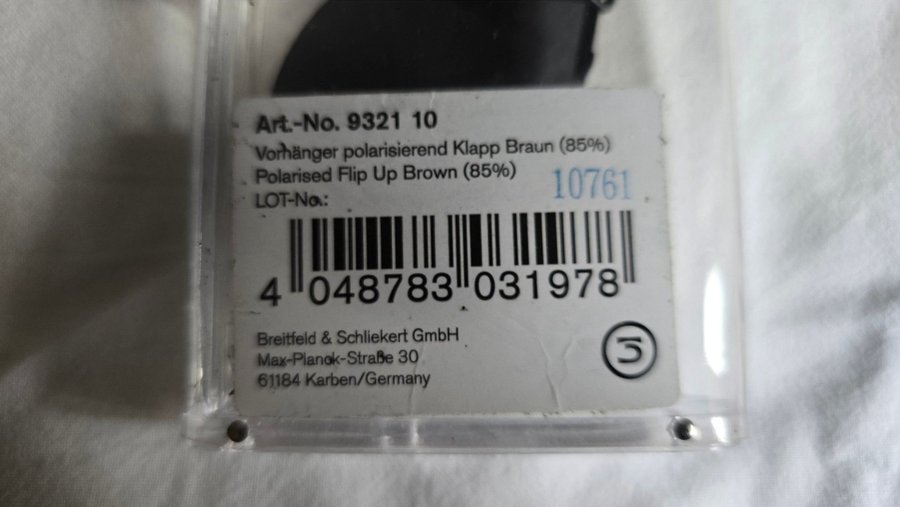 Art.-No. 9321 10
Vorhänger polarisierend Klapp Braun (85%)
Polarised Flip Up Brown (85%)
10761
LOT-No.:
4 048783 031978
Breitfeld & Schliekert GmbH
Max-Planck-Straße 30
61184 Karben/Germany